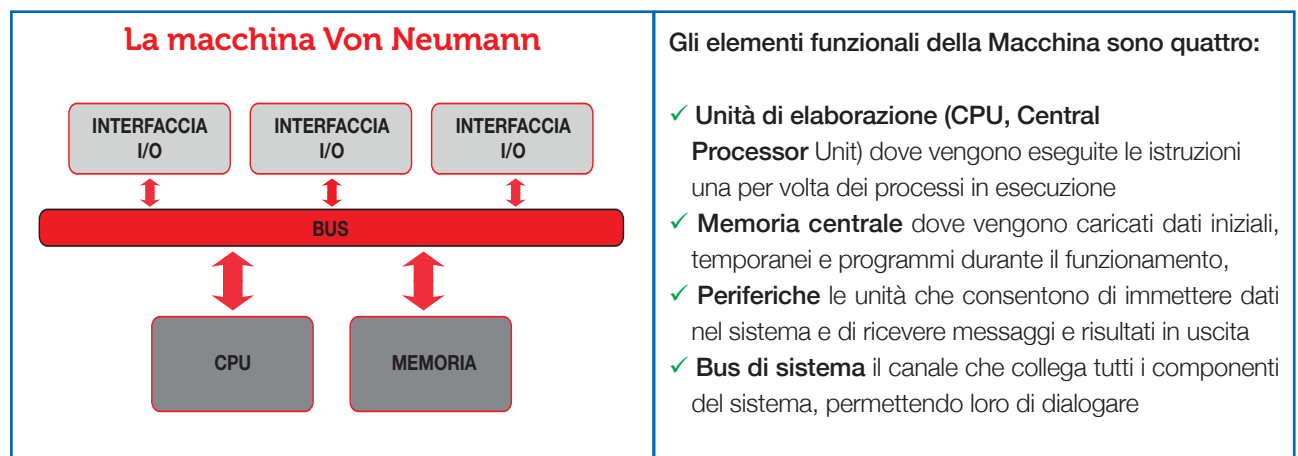 La macchina Von Neumann
INTERFACCIA
I/O
INTERFACCIA
I/O
INTERFACCIA
I/O
BUS
CPU
MEMORIA
Gli elementi funzionali della Macchina sono quattro:
✓ Unità di elaborazione (CPU, Central
Processor Unit) dove vengono eseguite le istruzioni
una per volta dei processi in esecuzione
✓ Memoria centrale dove vengono caricati dati iniziali,
temporanei e programmi durante il funzionamento,
✓ Periferiche le unità che consentono di immettere dati
nel sistema e di ricevere messaggi e risultati in uscita
✓ Bus di sistema il canale che collega tutti i componenti
del sistema, permettendo loro di dialogare